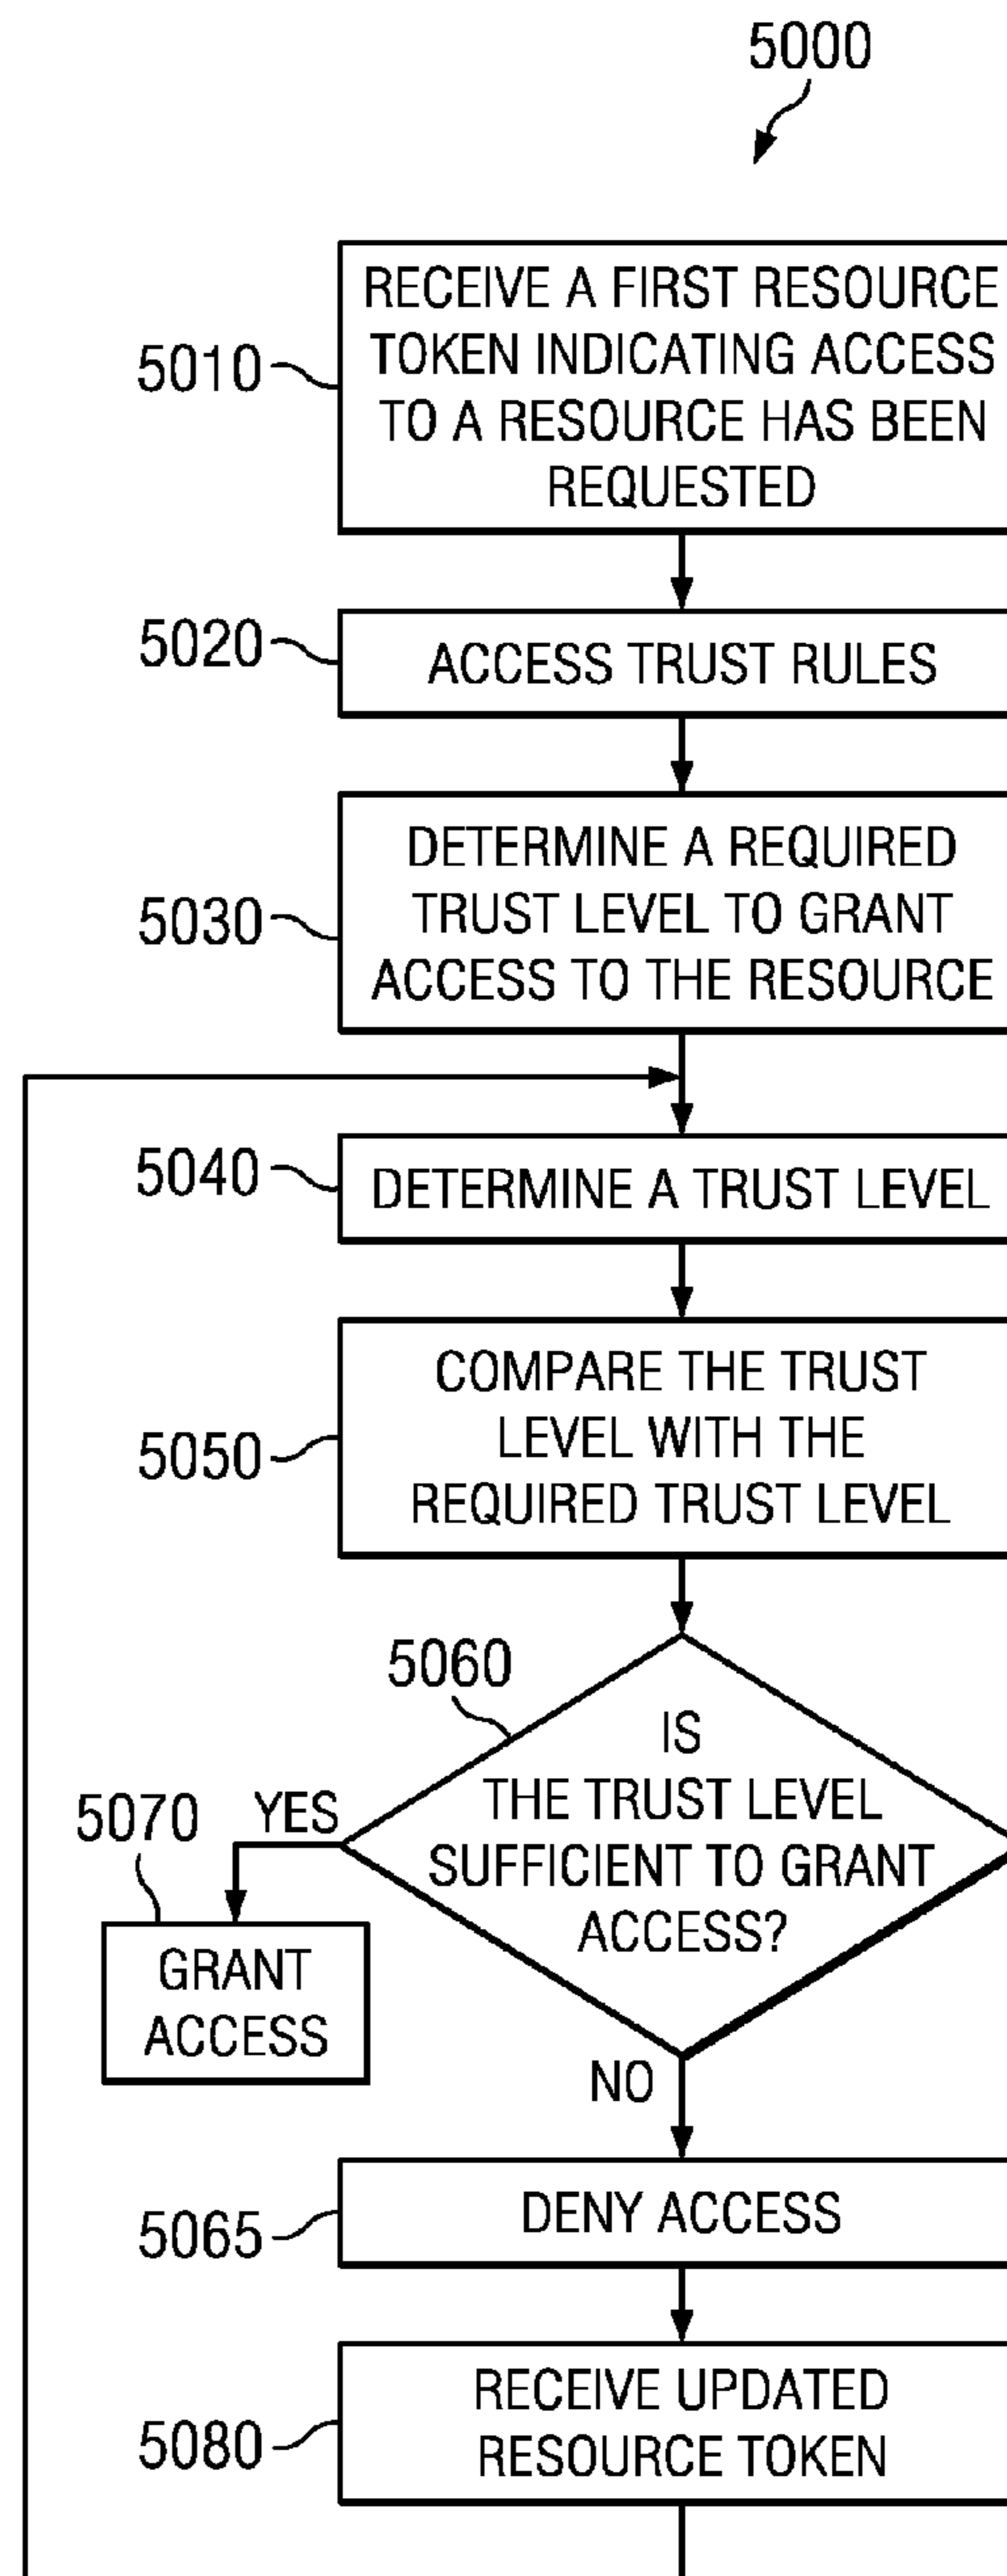 5000
5010
RECEIVE A FIRST RESOURCE
TOKEN INDICATING ACCESS
TO A RESOURCE HAS BEEN
REQUESTED
5020
ACCESS TRUST RULES
5030
DETERMINE A REQUIRED
TRUST LEVEL TO GRANT
ACCESS TO THE RESOURCE
5040
DETERMINE A TRUST LEVEL
5050
COMPARE THE TRUST
LEVEL WITH THE
REQUIRED TRUST LEVEL
5060
IS
THE TRUST LEVEL
SUFFICIENT TO GRANT
ACCESS?
YES
5070
GRANT
ACCESS
NO
5065
DENY ACCESS
5080
RECEIVE UPDATED
RESOURCE TOKEN